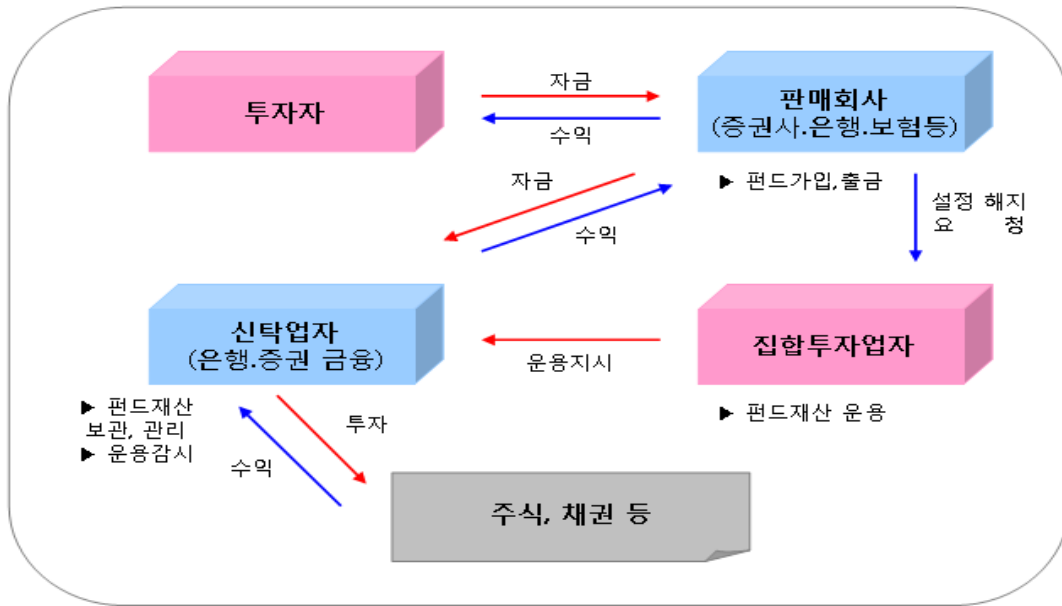 투자자
자금
수익
판매회사
(증권사.은행.보험등)
▶ 펀드가입,출금
자금
수익
설정 해지
요 청
신탁업자
(은행.증권 금융)
▶ 펀드재산
보관, 관리
▶ 운용감시
운용지시
집합투자업자
▶ 펀드재산 운용
투자
수익
주식, 채권 등